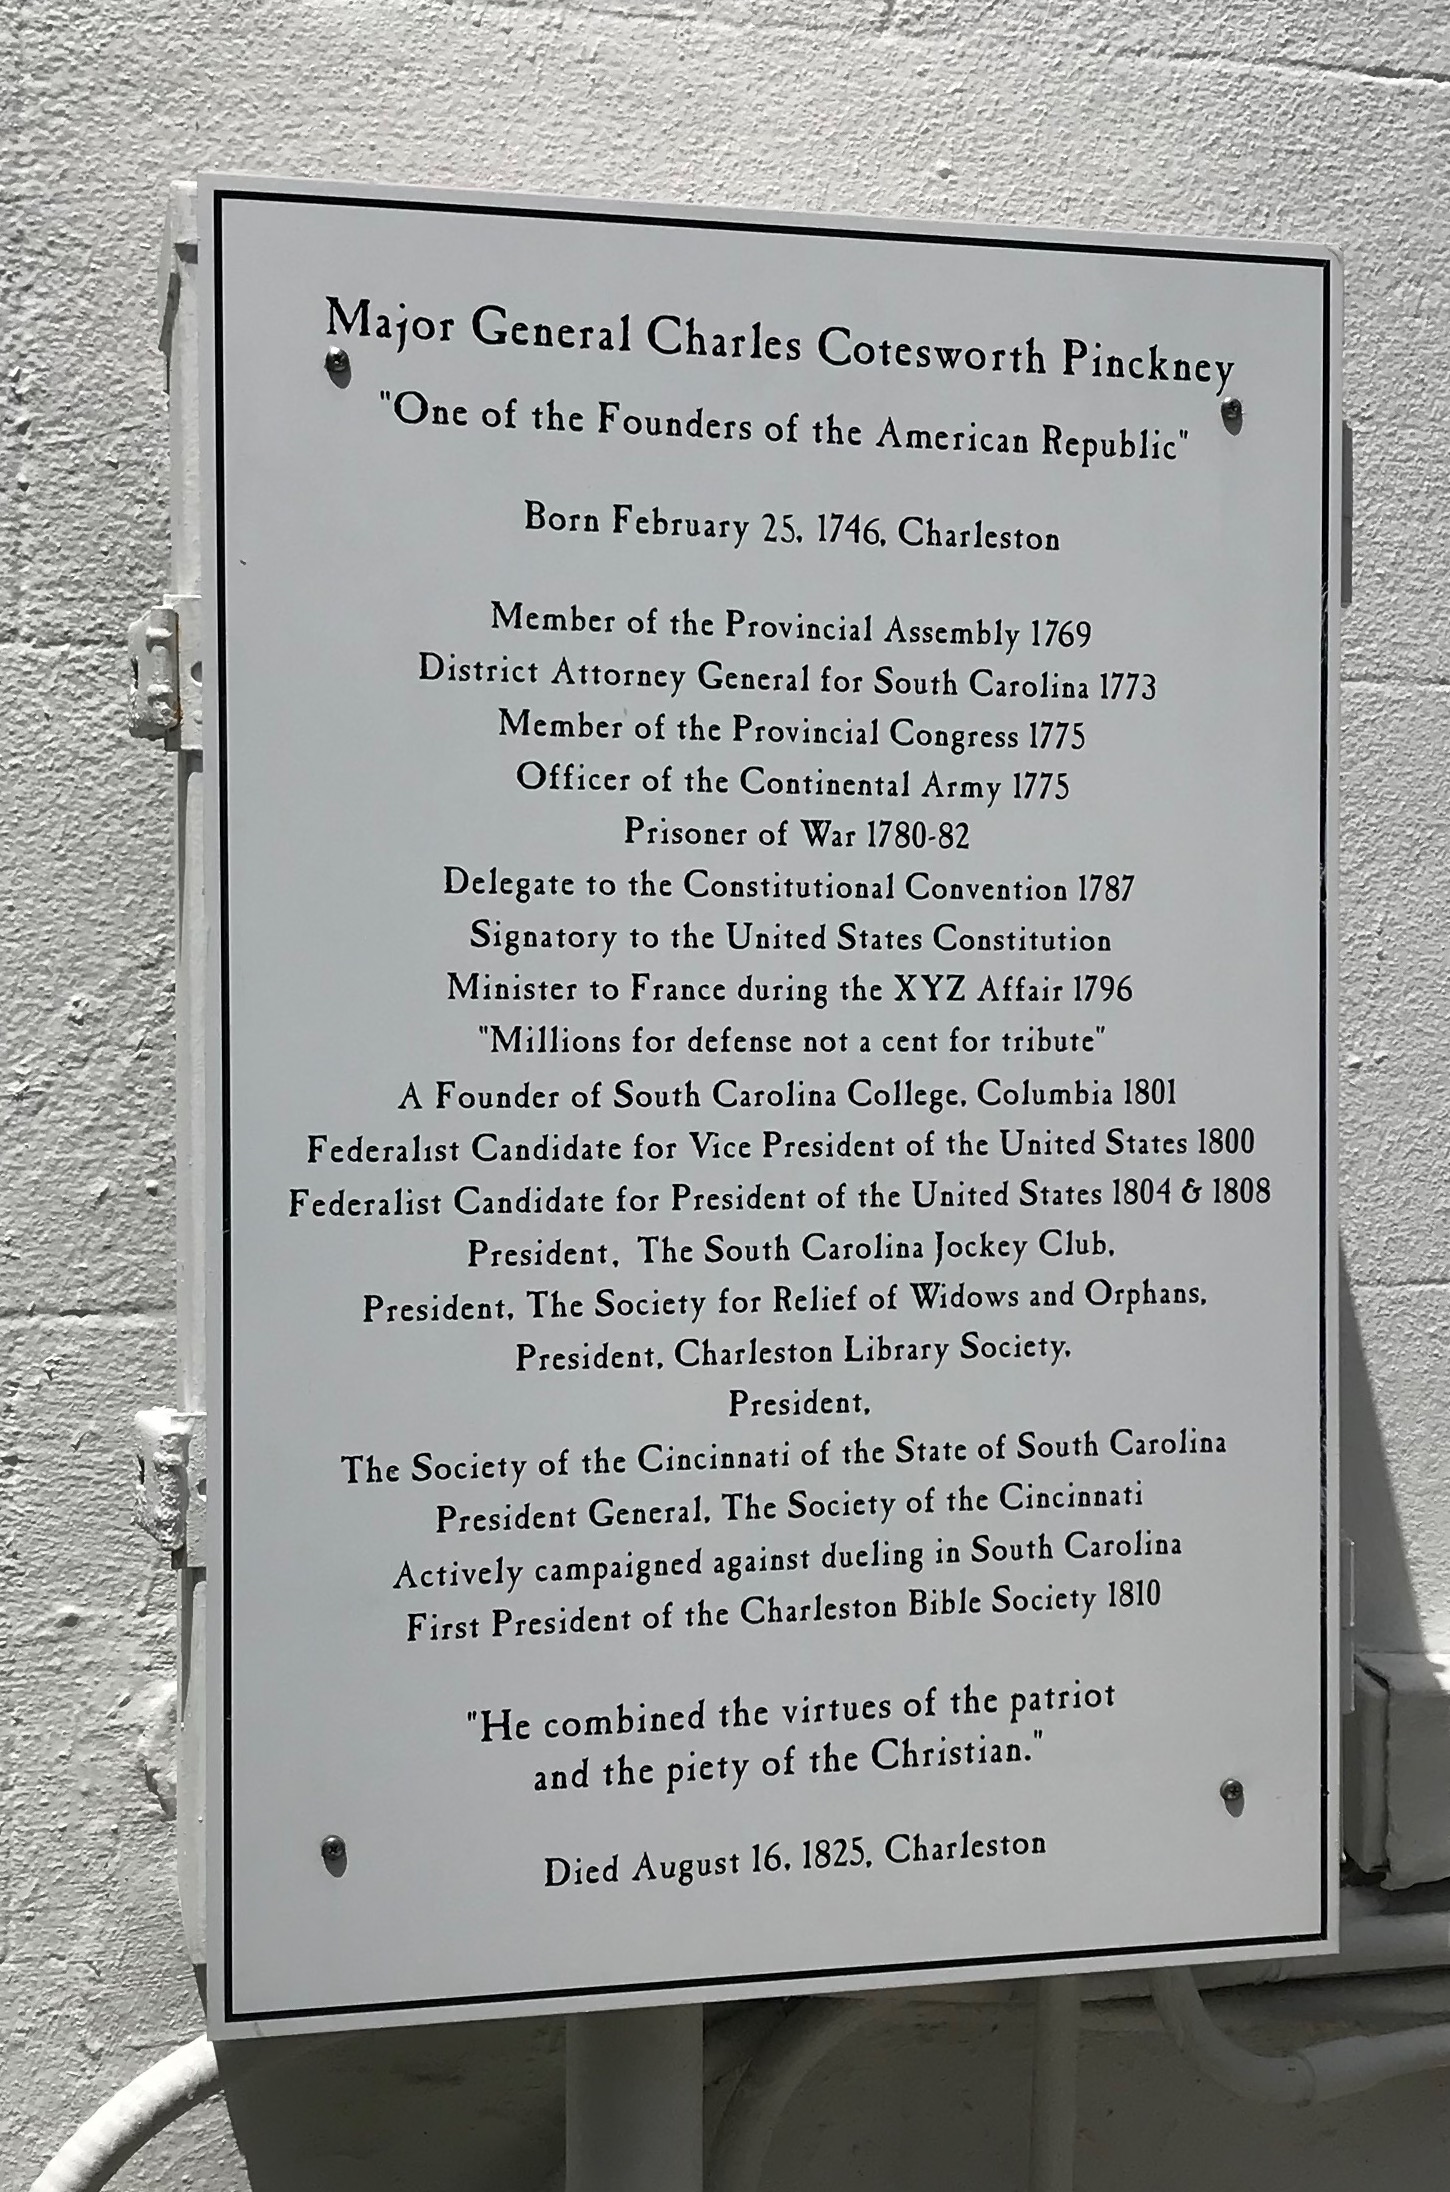 Major General Charles Cotesworth Pinckney
"One of the Founders of the American Republic"
Born February 25, 1746, Charleston
Member of the Provincial Assembly 1769
District Attorney General for South Carolina 1773
Member of the Provincial Congress 1775
Officer of the Continental Army 1775
Prisoner of War 1780-82
Delegate to the Constitutional Convention 1787
Signatory to the United States Constitution
Minister to France during the XYZ Affair 1796
"Millions for defense not a cent for tribute"
A Founder of South Carolina College, Columbia 1801
Federalist Candidate for Vice President of the United States 1800
Federalist Candidate for President of the United States 1804 & 1808
President, The South Carolina Jockey Club,
President, The Society for Relief of Widows and Orphans,
President, Charleston Library Society,
President,
The Society of the Cincinnati of the State of South Carolina
President General, The Society of the Cincinnati
Actively campaigned against dueling in South Carolina
First President of the Charleston Bible Society 1810
"He combined the virtues of the patriot
and the piety of the Christian."
Died August 16, 1825, Charleston